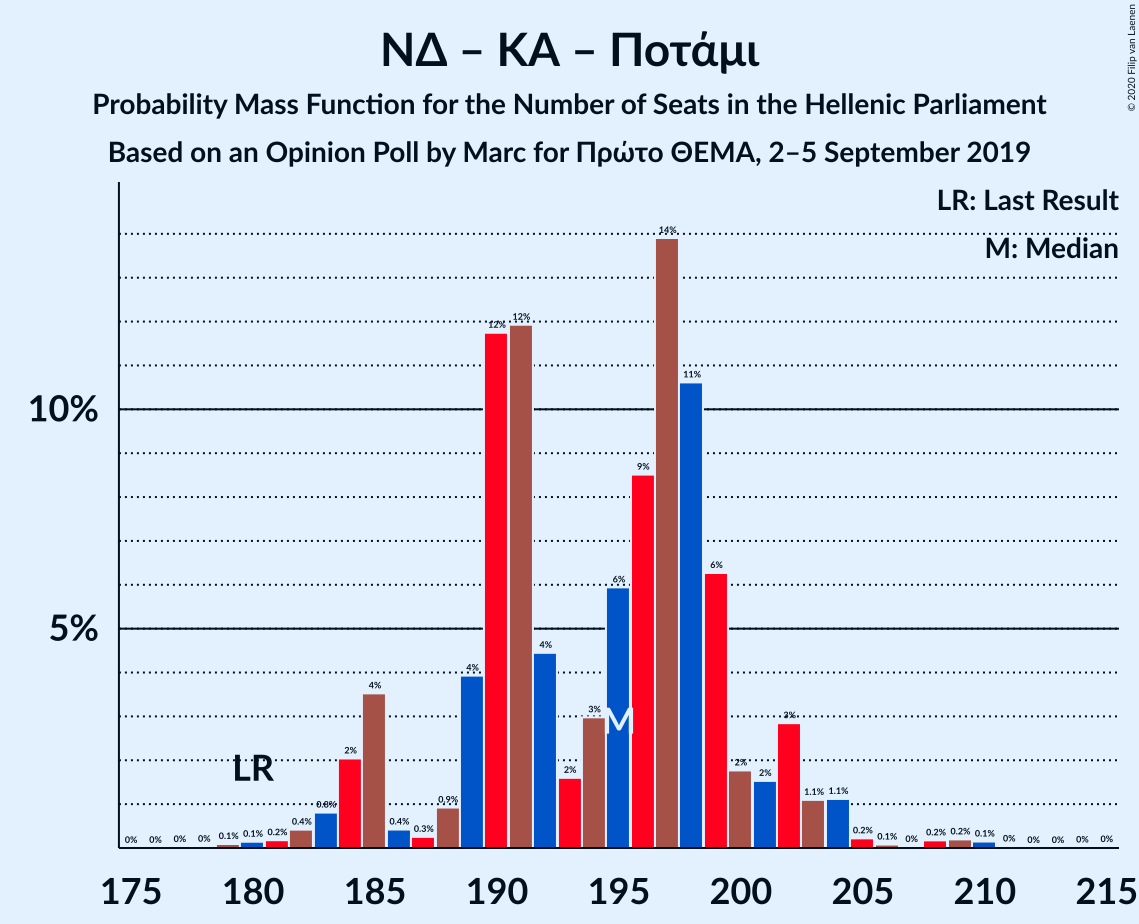 ΝΔ – ΚΑ – Ποτάμι
Probability Mass Function for the Number of Seats in the Hellenic Parliament
Based on an Opinion Poll by Marc for Πρώτο ΘΕΜΑ, 2–5 September 2019
© 2020 Filip van Laenen
LR: Last Result
M: Median
10%
5%
LR
M
0% 0% 0% 0% 0.1% 0.1% 0.2% 0.4% 0.8% 2% 4% 0.4% 0.3% 0.9% 4% 12% 12% 4% 2% 3% 6% 9% 14% 11% 6% 2% 2% 3% 1.1% 1.1% 0.2% 0.1% 0% 0.2% 0.2% 0.1% 0% 0% 0% 0% 0%
175 180 185 190 195 200 205 210 215